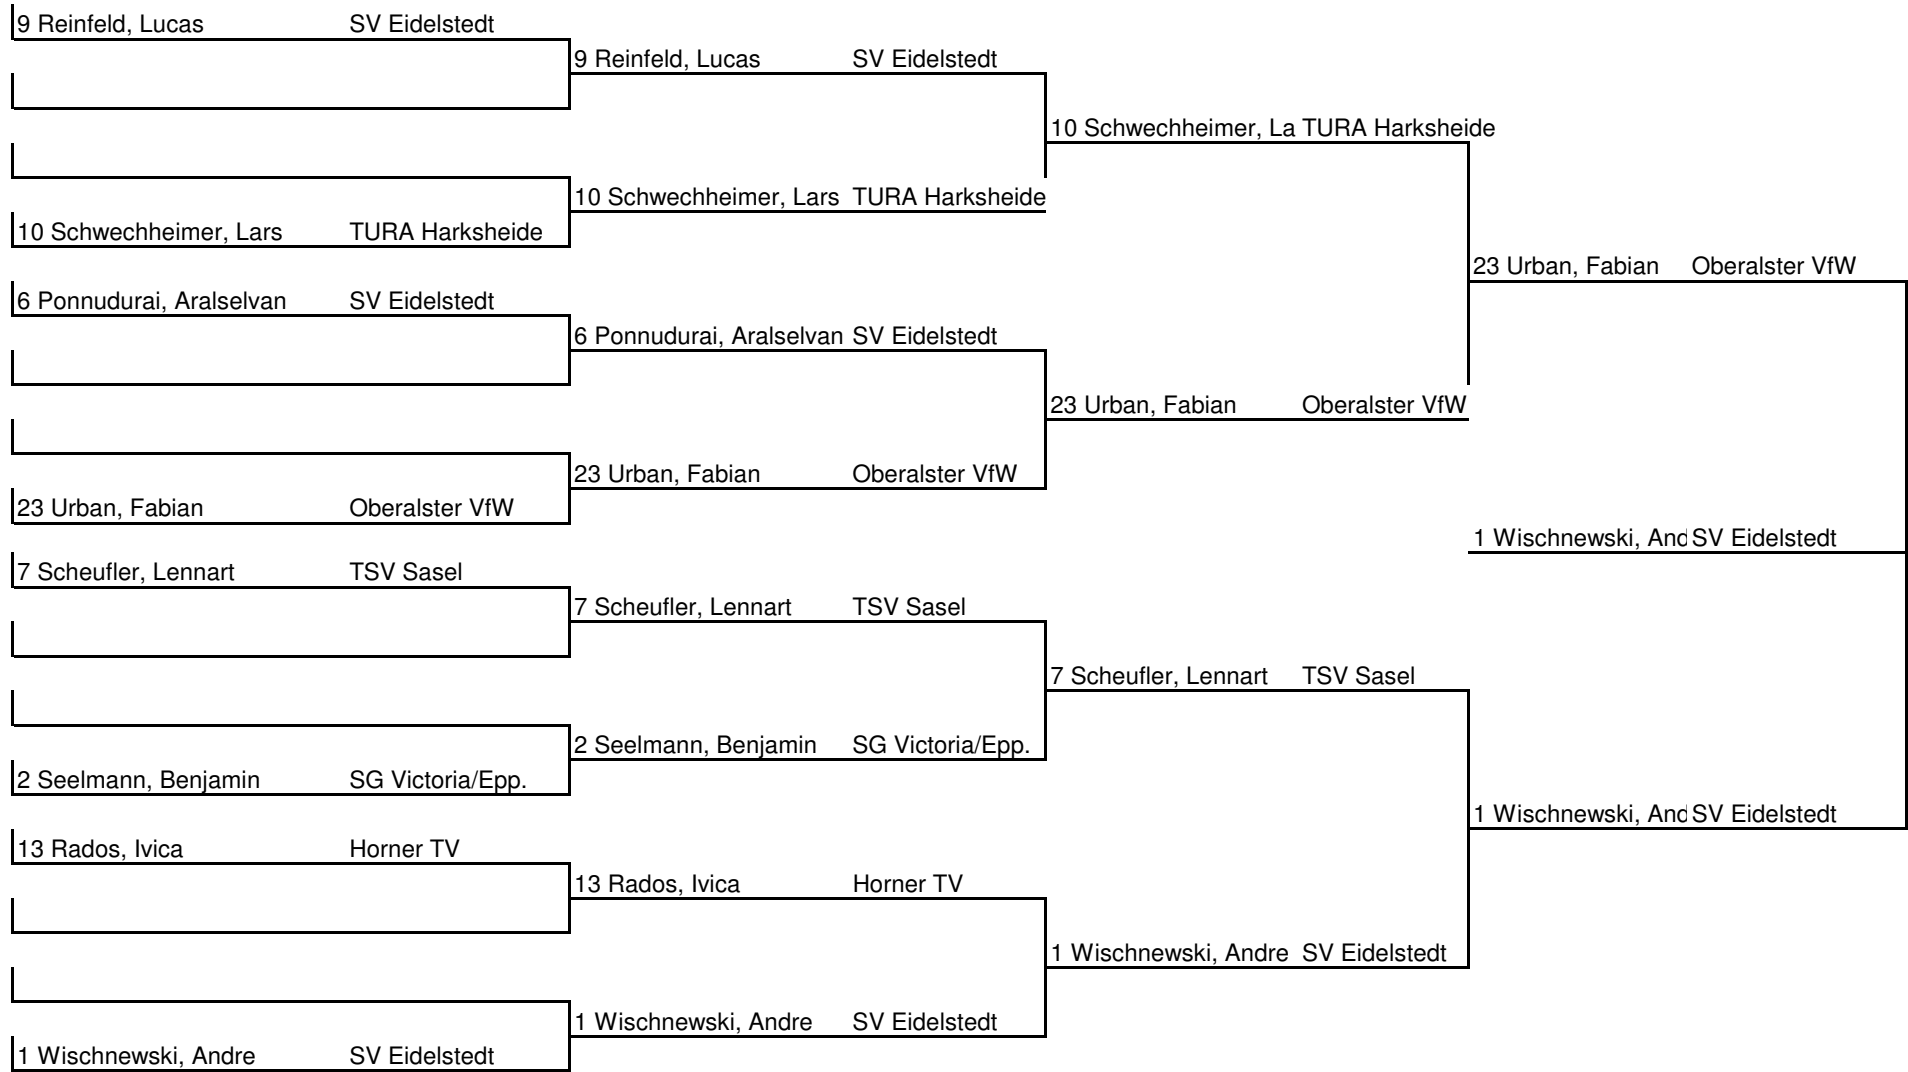 9 Reinfeld, Lucas SV Eidelstedt
9 Reinfeld, Lucas SV Eidelstedt
10 Schwechheimer, La TURA Harksheide
10 Schwechheimer, Lars TURA Harksheide
10 Schwechheimer, Lars TURA Harksheide
23 Urban, Fabian Oberalster VfW
6 Ponnudurai, Aralselvan SV Eidelstedt
6 Ponnudurai, Aralselvan SV Eidelstedt
23 Urban, Fabian Oberalster VfW
23 Urban, Fabian Oberalster VfW
23 Urban, Fabian Oberalster VfW
1 Wischnewski, And SV Eidelstedt
7 Scheufler, Lennart TSV Sasel
7 Scheufler, Lennart TSV Sasel
7 Scheufler, Lennart TSV Sasel
2 Seelmann, Benjamin SG Victoria/Epp.
2 Seelmann, Benjamin SG Victoria/Epp.
1 Wischnewski, And SV Eidelstedt
13 Rados, Ivica Horner TV
13 Rados, Ivica Horner TV
1 Wischnewski, Andre SV Eidelstedt
1 Wischnewski, Andre SV Eidelstedt
1 Wischnewski, Andre SV Eidelstedt